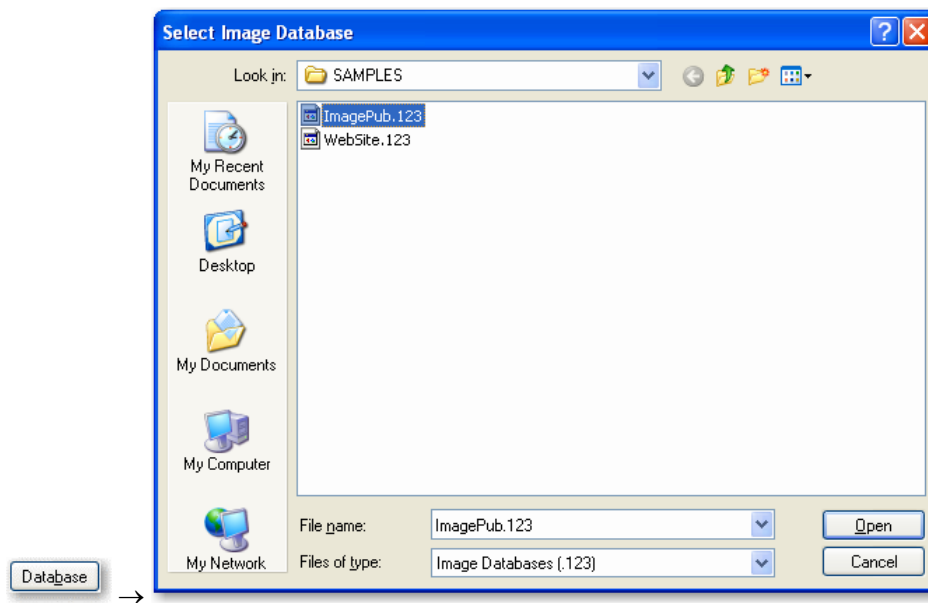 Select Image Database
Look in:
SAMPLES
ImagePub.123
WebSite.123
My Recent
Documents
Desktop
My Documents
My Computer
My Network
File name:
ImagePub.123
Open
Files of type:
Image Databases (.123)
Cancel
Database
→